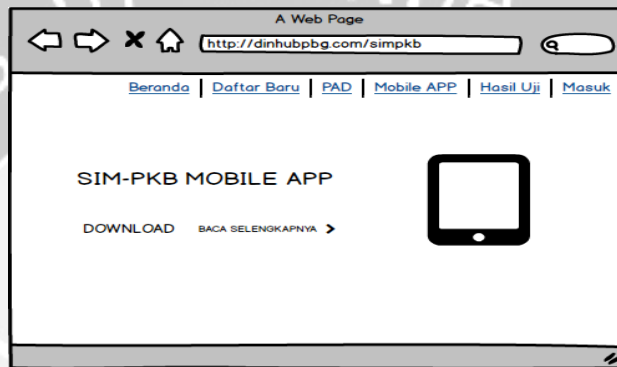 A Web Page
http://dinhubpbg.com/simpkb
Beranda | Daftar Baru | PAD | Mobile APP | Hasil Uji | Masuk
SIM-PKB MOBILE APP
DOWNLOAD BACA SELENGKAPNYA >